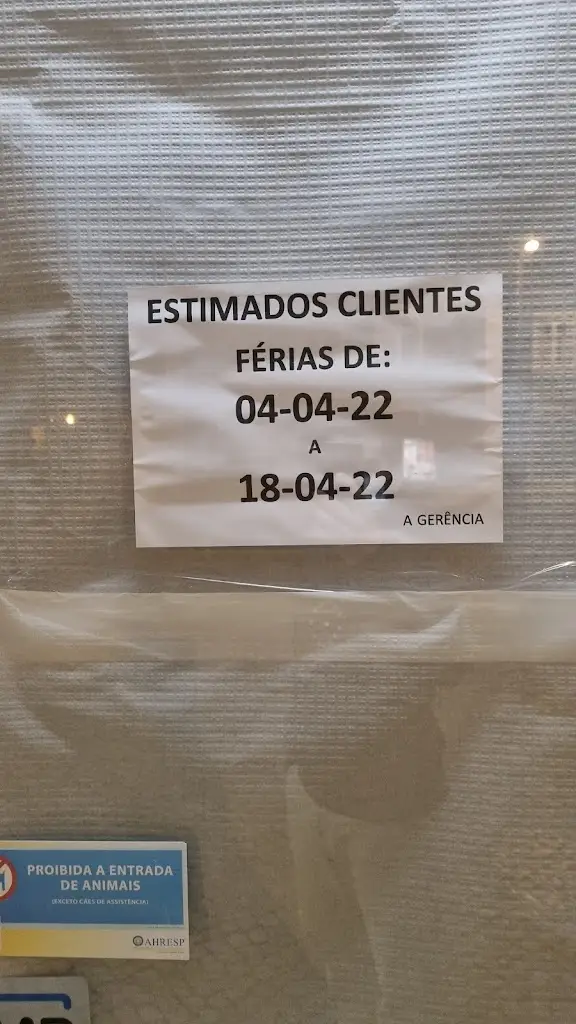 ESTIMADOS CLIENTES
FÉRIAS DE:
04-04-22
A
18-04-22
A GERÊNCIA
PROIBIDA A ENTRADA
DE ANIMAIS
(EXCETO CÃES DE ASSISTÊNCIA)
AHRESP